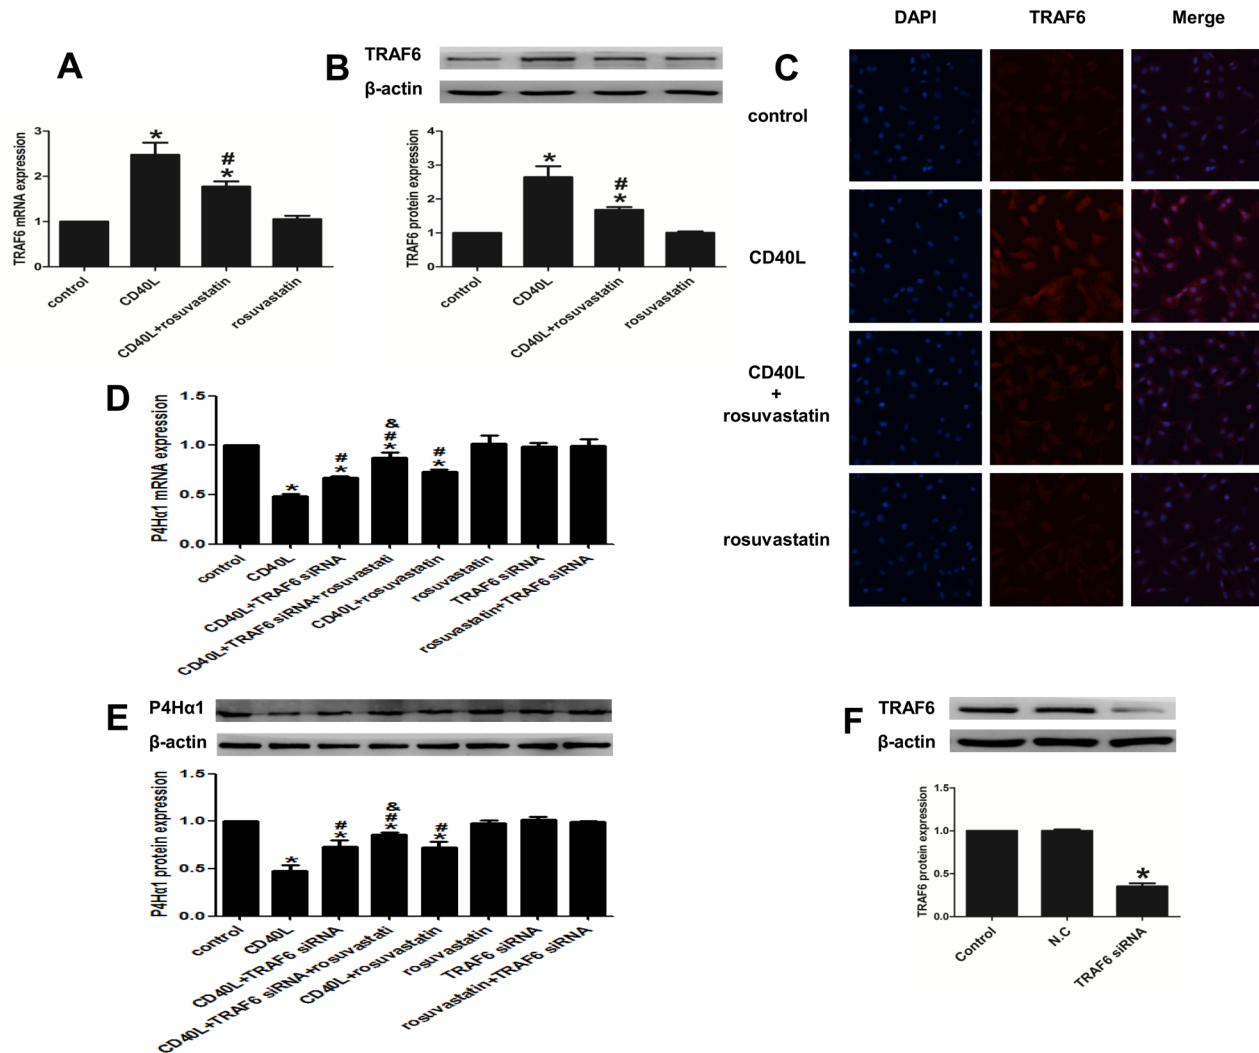 A
TRAF6 mRNA expression
3
2
1
0
*
#
*
control
CD40L
CD40L+rosuvastatin
rosuvastatin
B
TRAF6
β-actin
TRAF6 protein expression
4
3
2
1
0
*
#
*
control
CD40L
CD40L+rosuvastatin
rosuvastatin
C
DAPI TRAF6 Merge
control
CD40L
CD40L
+
rosuvastatin
rosuvastatin
D
P4Hα1 mRNA expression
1.5
1.0
0.5
0.0
*
#
*
&
#
*
#
*
control
CD40L
CD40L+TRAF6 siRNA
CD40L+TRAF6 siRNA+rosuvastati
CD40L+rosuvastatin
rosuvastatin
TRAF6 siRNA
rosuvastatin+TRAF6 siRNA
E
P4Hα1
β-actin
P4Hα1 protein expression
1.5
1.0
0.5
0.0
*
#
*
&
#
*
#
*
control
CD40L
CD40L+TRAF6 siRNA
CD40L+TRAF6 siRNA+rosuvastati
CD40L+rosuvastatin
rosuvastatin
TRAF6 siRNA
rosuvastatin+TRAF6 siRNA
F
TRAF6
β-actin
TRAF6 protein expression
1.5
1.0
0.5
0.0
*
Control
N.C
TRAF6 siRNA